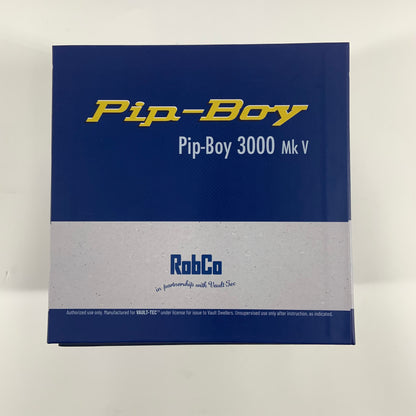 Pip-Boy
Pip-Boy 3000 Mk V
RobCo
in partnership with Vault Tec
Authorized use only. Manufactured for VAULT-TEC™ under license for issue to Vault Dwellers. Unsupervised use only after instruction, as indicated.